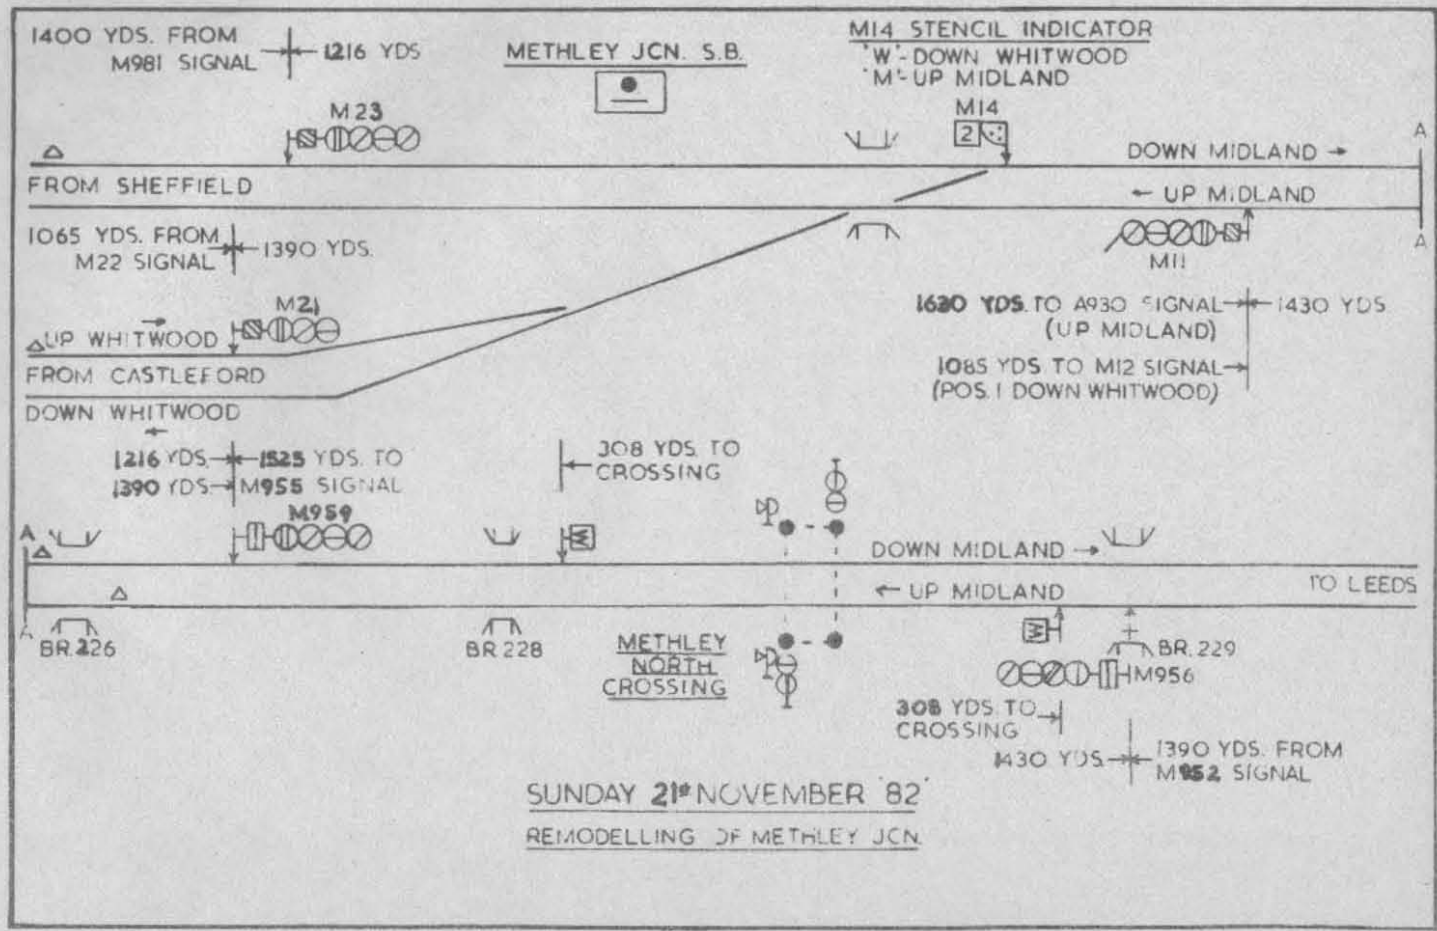 1400 YDS. FROM
M981 SIGNAL
1216 YDS
METHLEY JCN. S.B.
M14 STENCIL INDICATOR
'W'-DOWN WHITWOOD
'M'-UP MIDLAND
M23
M14
2
A
DOWN MIDLAND →
FROM SHEFFIELD
← UP MIDLAND
1065 YDS. FROM
M22 SIGNAL
1390 YDS.
M11
A
M21
1630 YDS. TO A930 SIGNAL
(UP MIDLAND)
1430 YDS
UP WHITWOOD
FROM CASTLEFORD
1085 YDS TO M12 SIGNAL
(POS. 1 DOWN WHITWOOD)
DOWN WHITWOOD
1216 YDS.
1525 YDS. TO
1390 YDS
M955 SIGNAL
308 YDS. TO
CROSSING
M959
A
DOWN MIDLAND →
W
← UP MIDLAND
TO LEEDS
A
BR. 226
BR. 228
METHLEY
NORTH
CROSSING
W
BR. 229
M956
308 YDS. TO
CROSSING
1430 YDS
1390 YDS. FROM
M952 SIGNAL
SUNDAY 21st NOVEMBER '82'
REMODELLING OF METHLEY JCN.